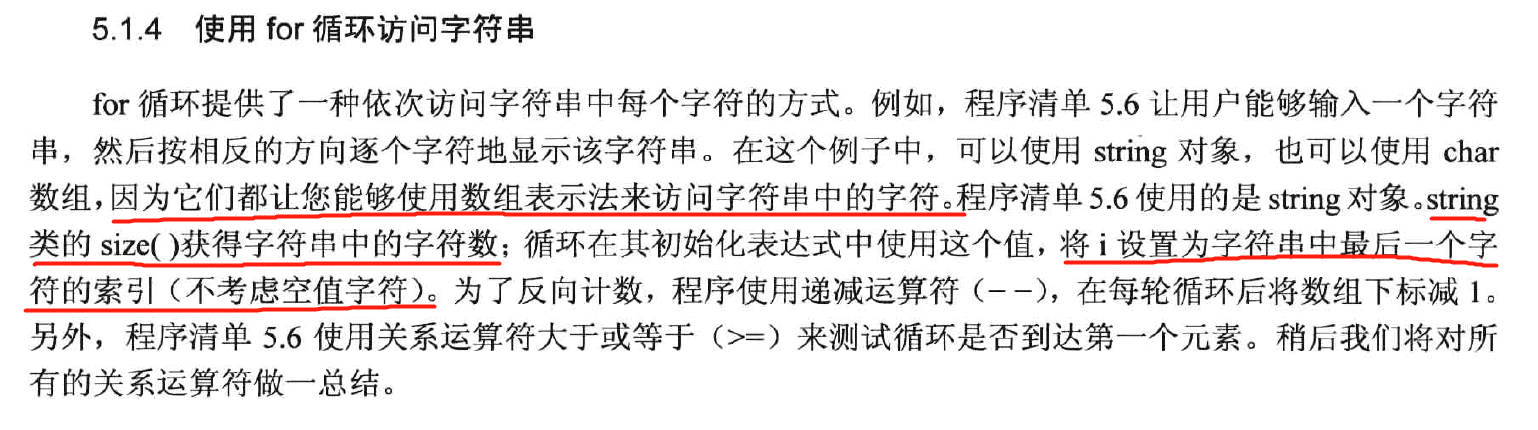 5.1.4 使用 for 循环访问字符串
for 循环提供了一种依次访问字符串中每个字符的方式。例如，程序清单 5.6 让用户能够输入一个字符
串，然后按相反的方向逐个字符地显示该字符串。在这个例子中，可以使用 string 对象，也可以使用 char
数组，因为它们都让您能够使用数组表示法来访问字符串中的字符。程序清单 5.6 使用的是 string 对象。string
类的 size( )获得字符串中的字符数；循环在其初始化表达式中使用这个值，将 i 设置为字符串中最后一个字
符的索引（不考虑空值字符）。为了反向计数，程序使用递减运算符（--），在每轮循环后将数组下标减 1。
另外，程序清单 5.6 使用关系运算符大于或等于（>=）来测试循环是否到达第一个元素。稍后我们将对所
有的关系运算符做一总结。